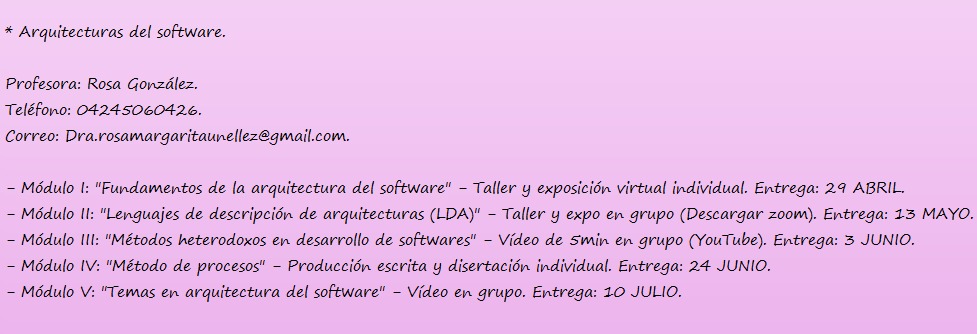 * Arquitecturas del software.
Profesora: Rosa González.
Teléfono: 04245060426.
Correo: Dra.rosamargaritaunellez@gmail.com.
- Módulo I: "Fundamentos de la arquitectura del software" - Taller y exposición virtual individual. Entrega: 29 ABRIL.
- Módulo II: "Lenguajes de descripción de arquitecturas (LDA)" - Taller y expo en grupo (Descargar zoom). Entrega: 13 MAYO.
- Módulo III: "Métodos heterodoxos en desarrollo de softwares" - Vídeo de 5min en grupo (YouTube). Entrega: 3 JUNIO.
- Módulo IV: "Método de procesos" - Producción escrita y disertación individual. Entrega: 24 JUNIO.
- Módulo V: "Temas en arquitectura del software" - Vídeo en grupo. Entrega: 10 JULIO.